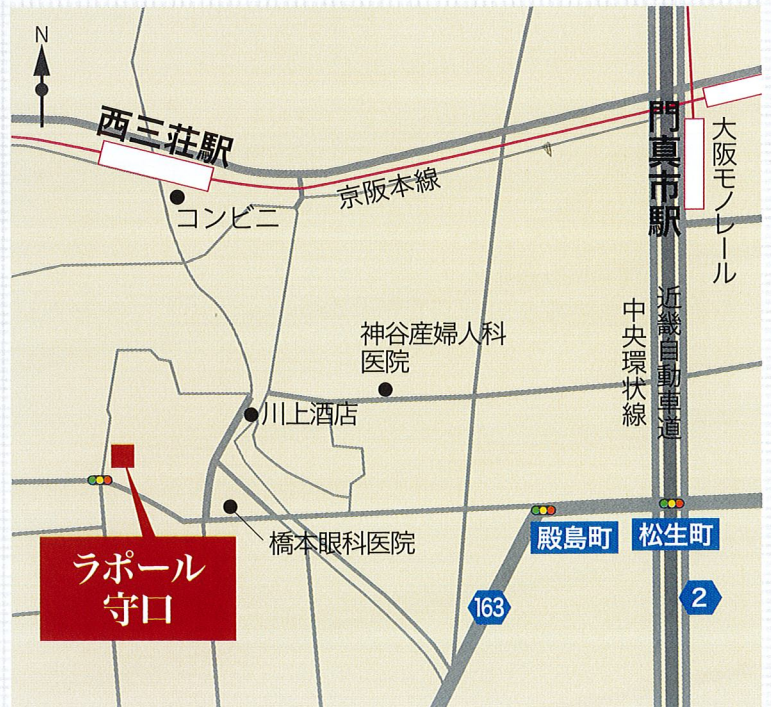 N
西三荘駅
コンビニ
京阪本線
門真市駅
大阪モノレール
近畿自動車道
中央環状線
神谷産婦人科
医院
川上酒店
橋本眼科医院
殿島町
松生町
163
2
ラポール
守口